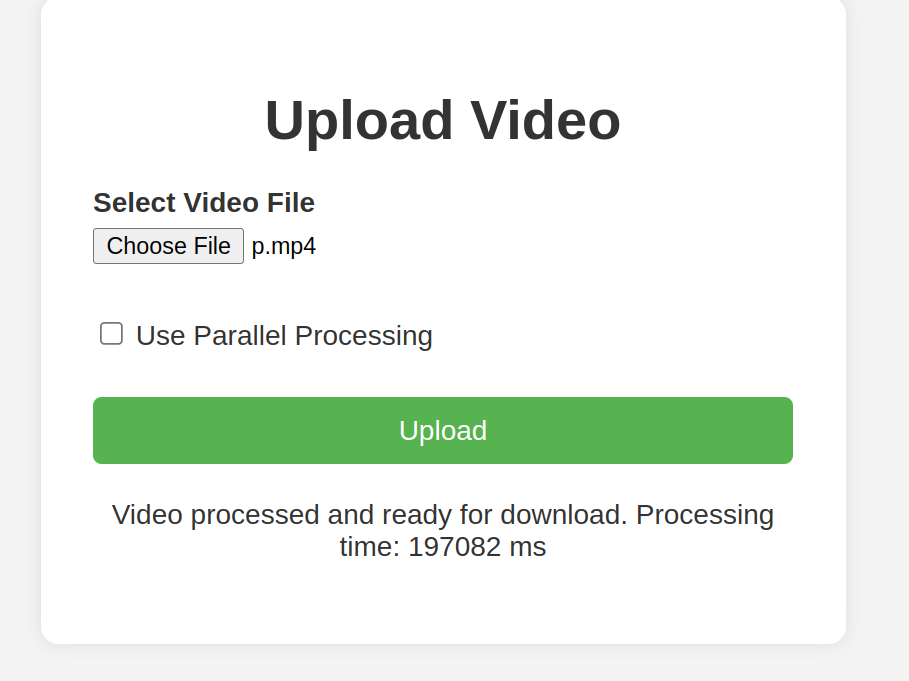 Upload Video
Select Video File
Choose File p.mp4
Use Parallel Processing
Upload
Video processed and ready for download. Processing
time: 197082 ms